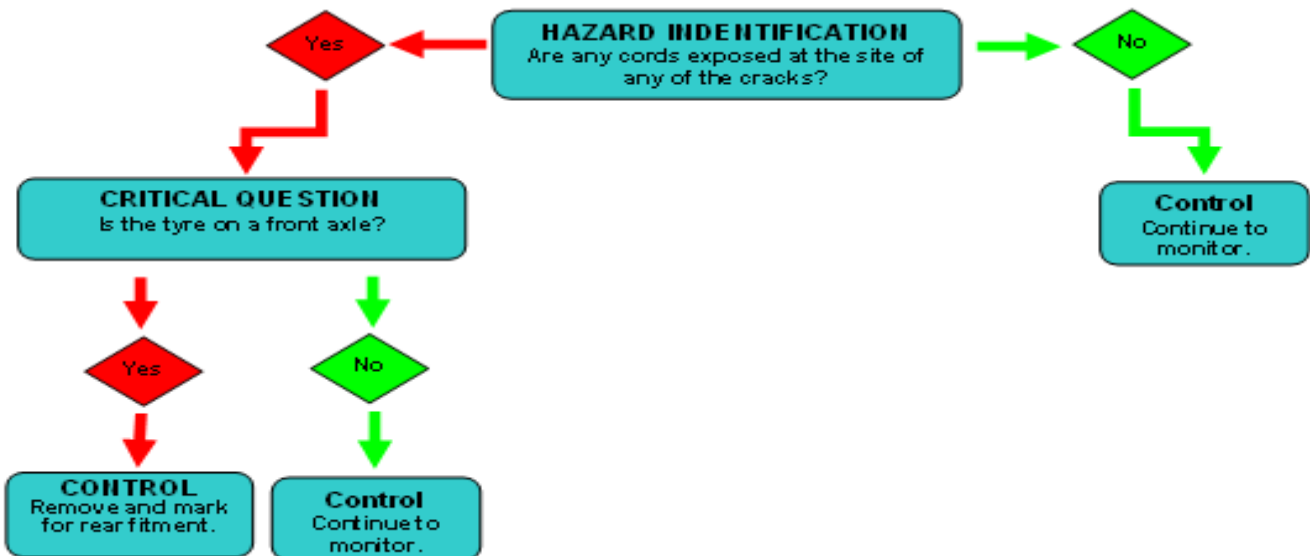 Yes
HAZARD INDENTIFICATION
Are any cords exposed at the site of
any of the cracks?
No
CRITICAL QUESTION
Is the tyre on a front axle?
Control
Continue to
monitor.
Yes
No
CONTROL
Remove and mark
for rear fitment.
Control
Continue to
monitor.